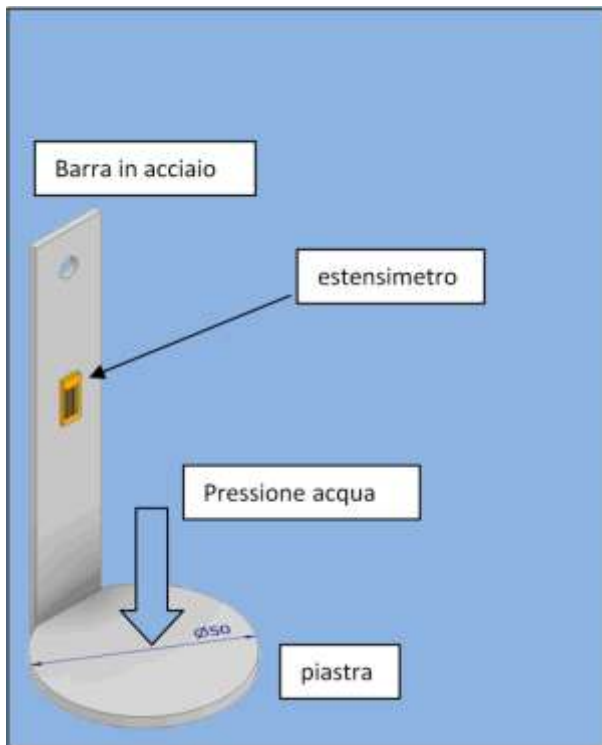 Barra in acciaio
estensimetro
Pressione acqua
Ø50
piastra